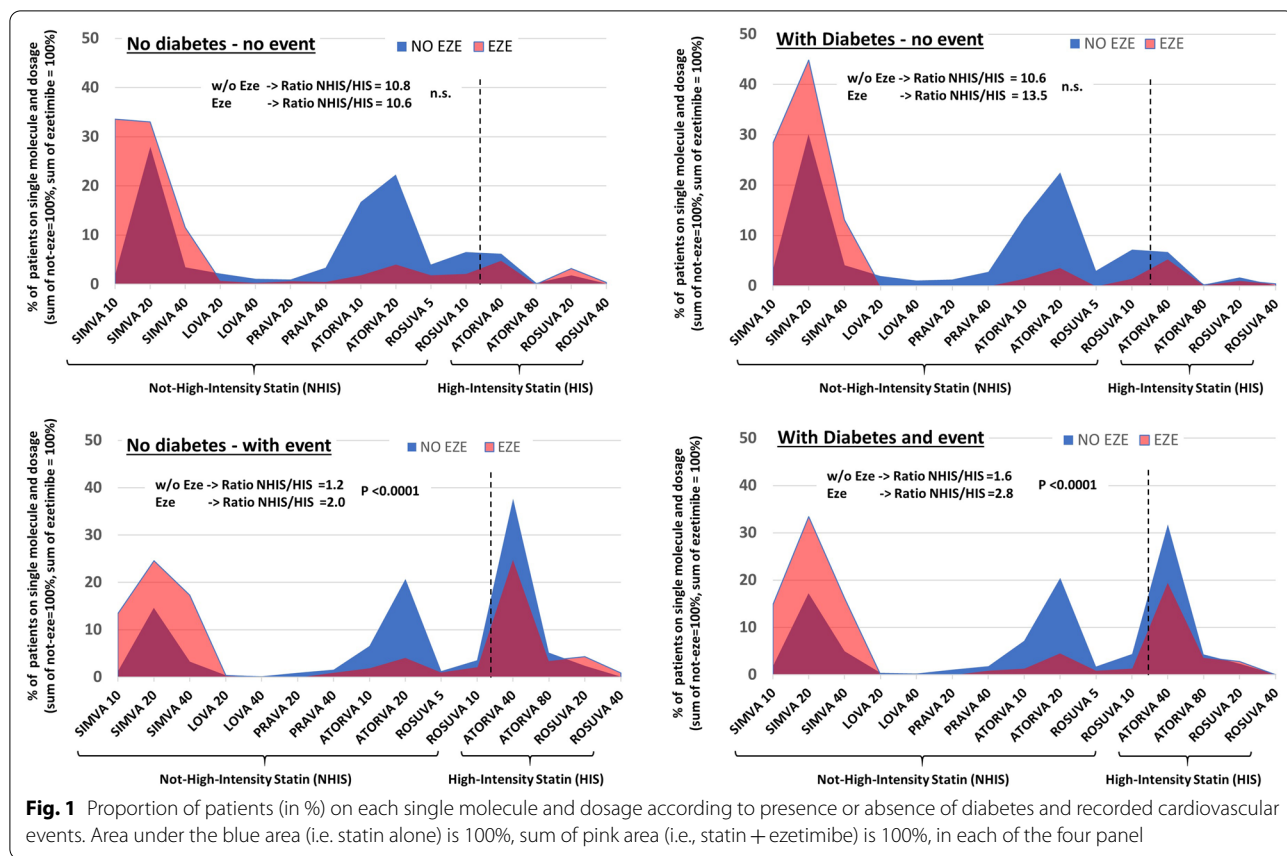 No diabetes - no event
NO EZE EZE
w/o Eze -> Ratio NHIS/HIS = 10.8
Eze -> Ratio NHIS/HIS = 10.6
n.s.
% of patients on single molecule and dosage
(sum of not-eze=100%, sum of ezetimibe = 100%)
50
40
30
20
10
0
SIMVA 10
SIMVA 20
SIMVA 40
LOVA 20
LOVA 40
PRAVA 20
PRAVA 40
ATORVA 10
ATORVA 20
ROSUVA 5
ROSUVA 10
ATORVA 40
ATORVA 80
ROSUVA 20
ROSUVA 40
Not-High-Intensity Statin (NHIS)
High-Intensity Statin (HIS)
With Diabetes - no event
NO EZE EZE
w/o Eze -> Ratio NHIS/HIS = 10.6
Eze -> Ratio NHIS/HIS = 13.5
n.s.
% of patients on single molecule and dosage
(sum of not-eze=100%, sum of ezetimibe = 100%)
50
40
30
20
10
0
SIMVA 10
SIMVA 20
SIMVA 40
LOVA 20
LOVA 40
PRAVA 20
PRAVA 40
ATORVA 10
ATORVA 20
ROSUVA 5
ROSUVA 10
ATORVA 40
ATORVA 80
ROSUVA 20
ROSUVA 40
Not-High-Intensity Statin (NHIS)
High-Intensity Statin (HIS)
No diabetes - with event
NO EZE EZE
w/o Eze -> Ratio NHIS/HIS =1.2
Eze -> Ratio NHIS/HIS =2.0
P <0.0001
% of patients on single molecule and dosage
(sum of not-eze=100%, sum of ezetimibe = 100%)
50
40
30
20
10
0
SIMVA 10
SIMVA 20
SIMVA 40
LOVA 20
LOVA 40
PRAVA 20
PRAVA 40
ATORVA 10
ATORVA 20
ROSUVA 5
ROSUVA 10
ATORVA 40
ATORVA 80
ROSUVA 20
ROSUVA 40
Not-High-Intensity Statin (NHIS)
High-Intensity Statin (HIS)
With Diabetes and event
NO EZE EZE
w/o Eze -> Ratio NHIS/HIS =1.6
Eze -> Ratio NHIS/HIS =2.8
P <0.0001
% of patients on single molecule and dosage
(sum of not-eze=100%, sum of ezetimibe = 100%)
50
40
30
20
10
0
SIMVA 10
SIMVA 20
SIMVA 40
LOVA 20
LOVA 40
PRAVA 20
PRAVA 40
ATORVA 10
ATORVA 20
ROSUVA 5
ROSUVA 10
ATORVA 40
ATORVA 80
ROSUVA 20
ROSUVA 40
Not-High-Intensity Statin (NHIS)
High-Intensity Statin (HIS)
Fig. 1 Proportion of patients (in %) on each single molecule and dosage according to presence or absence of diabetes and recorded cardiovascular
events. Area under the blue area (i.e. statin alone) is 100%, sum of pink area (i.e., statin + ezetimibe) is 100%, in each of the four panel